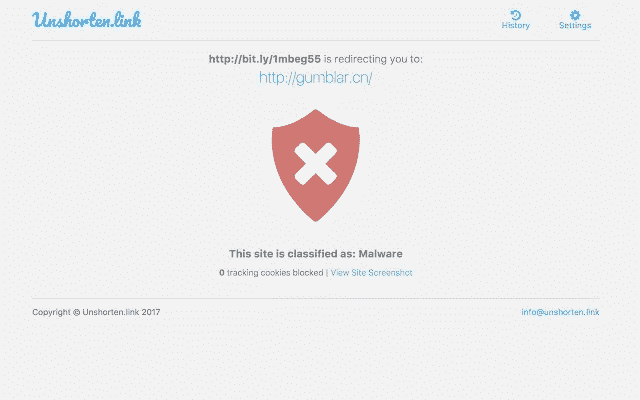 Unshorten.link
History
Settings
http://bit.ly/1mbeg55 is redirecting you to:
http://gumblar.cn/
This site is classified as: Malware
0 tracking cookies blocked | View Site Screenshot
Copyright © Unshorten.link 2017
info@unshorten.link